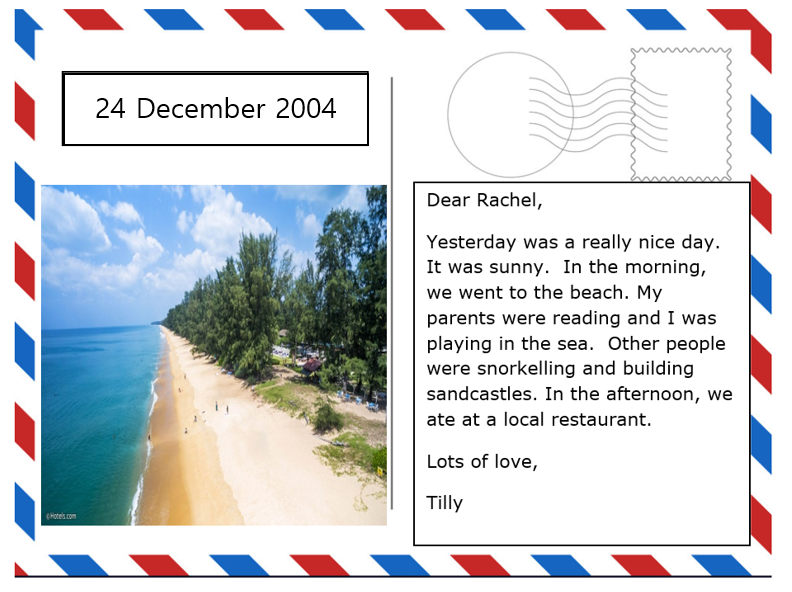 24 December 2004
Dear Rachel,
Yesterday was a really nice day.
It was sunny.  In the morning,
we went to the beach. My
parents were reading and I was
playing in the sea.  Other people
were snorkelling and building
sandcastles. In the afternoon, we
ate at a local restaurant.
Lots of love,
Tilly
©Hotels.com